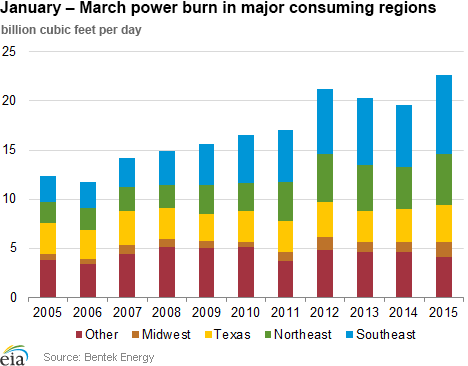 January – March power burn in major consuming regions
billion cubic feet per day
25
20
15
10
5
0
2005 2006 2007 2008 2009 2010 2011 2012 2013 2014 2015
Other Midwest Texas Northeast Southeast
eia Source: Bentek Energy